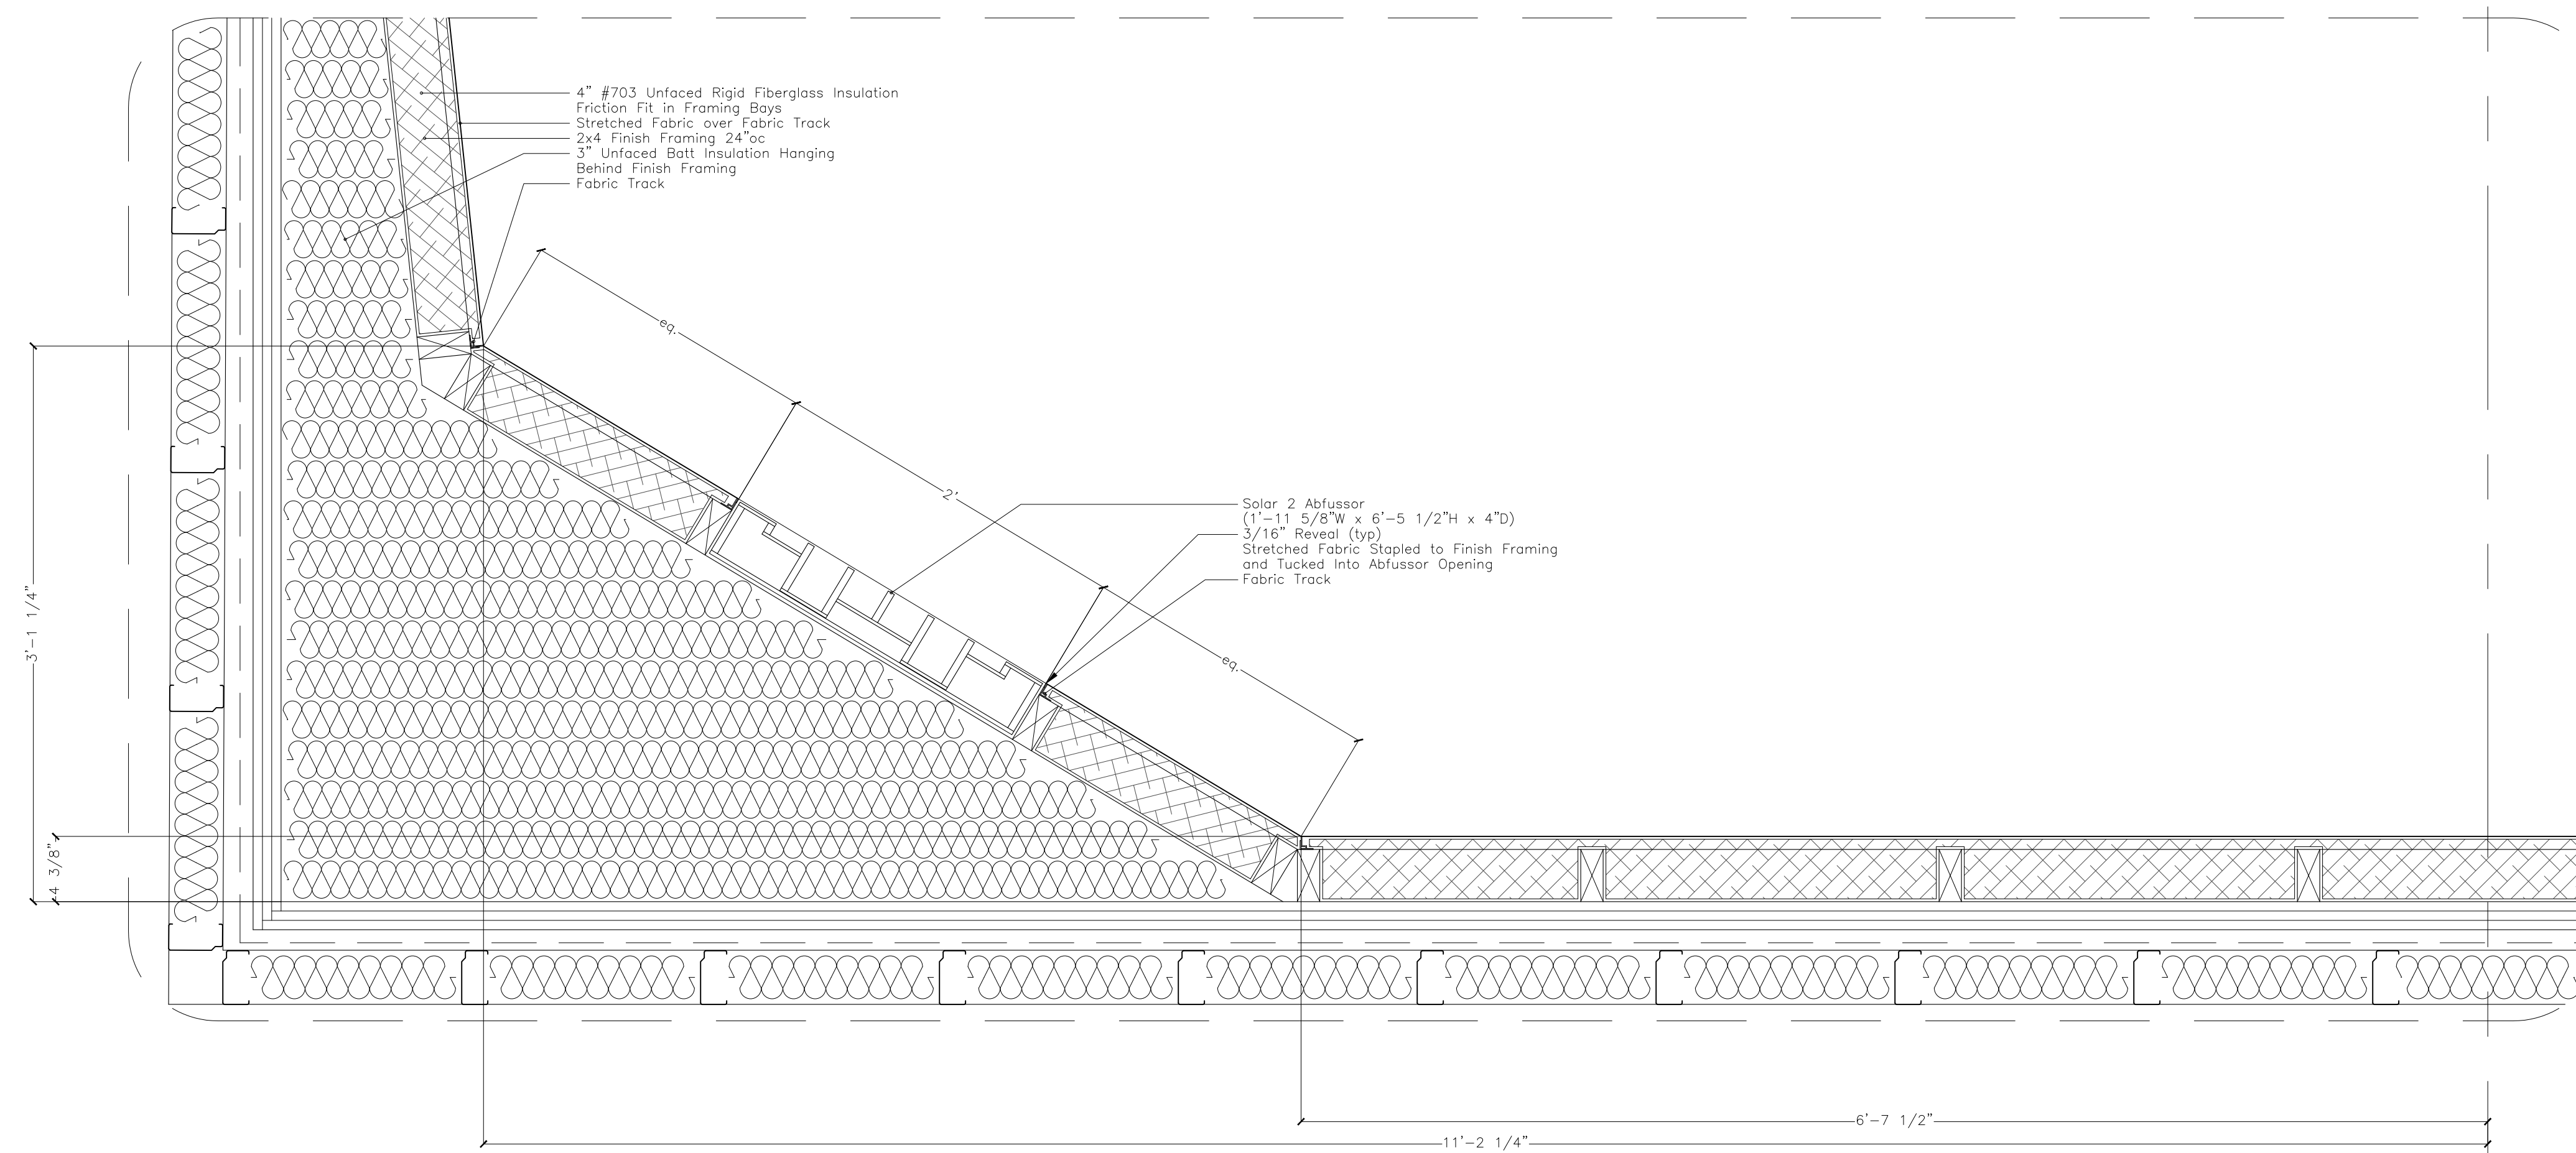 4" #703 Unfaced Rigid Fiberglass Insulation
Friction Fit in Framing Bays
Stretched Fabric over Fabric Track
2x4 Finish Framing 24"oc
3" Unfaced Batt Insulation Hanging
Behind Finish Framing
Fabric Track
eq.
2'
Solar 2 Abfussor
(1'-11 5/8"W x 6'-5 1/2"H x 4"D)
3/16" Reveal (typ)
Stretched Fabric Stapled to Finish Framing
and Tucked Into Abfussor Opening
Fabric Track
eq.
3'-1 1/4"
4 3/8"
6'-7 1/2"
11'-2 1/4"